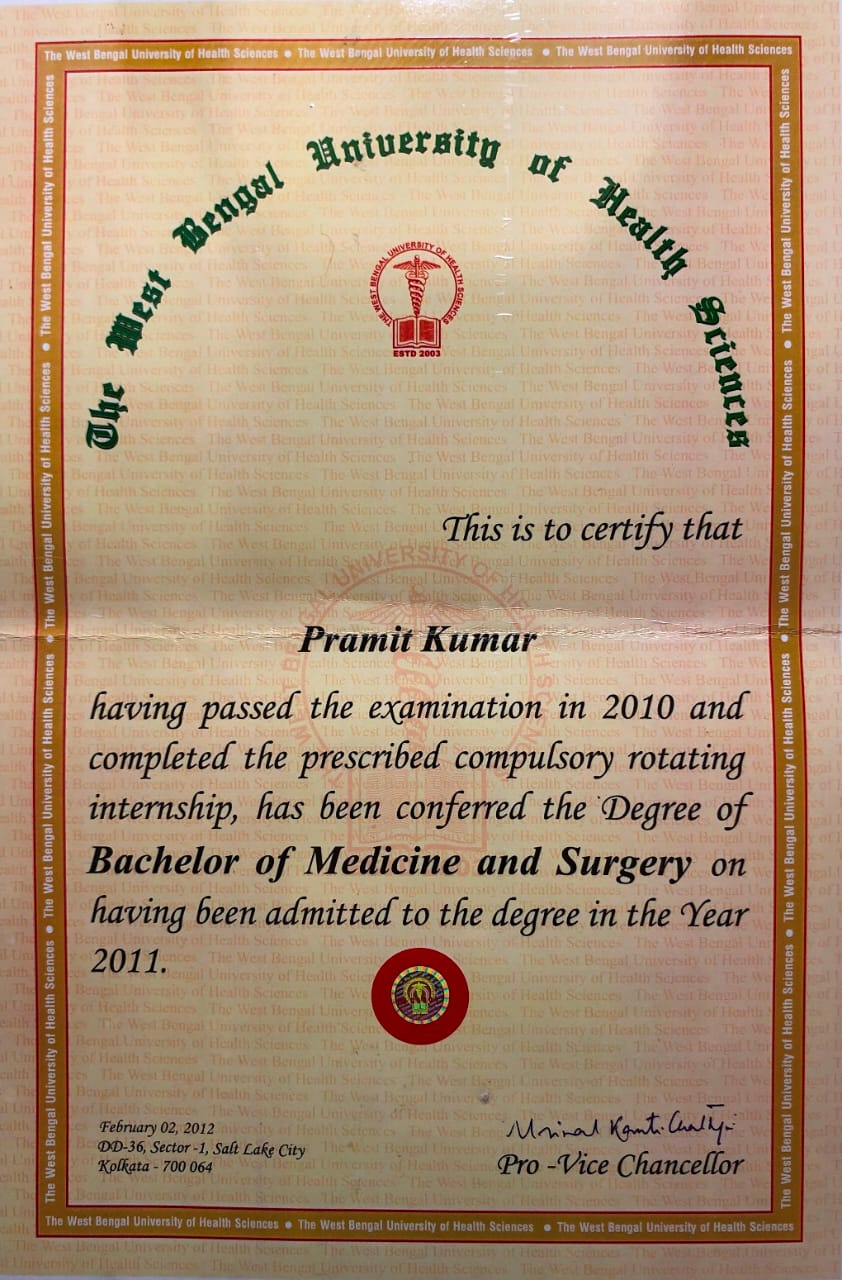 The West Bengal University of Health Sciences ● The West Bengal University of Health Sciences ● The West Bengal University of Health Sciences
The West Bengal University of Health Sciences
THE WEST BENGAL UNIVERSITY OF HEALTH SCIENCES
ESTD 2003
This is to certify that
Pramit Kumar
having passed the examination in 2010 and
completed the prescribed compulsory rotating
internship, has been conferred the Degree of
Bachelor of Medicine and Surgery on
having been admitted to the degree in the Year
2011.
February 02, 2012
DD-36, Sector -1, Salt Lake City
Kolkata - 700 064
Pro -Vice Chancellor
The West Bengal University of Health Sciences ● The West Bengal University of Health Sciences ● The West Bengal University of Health Sciences